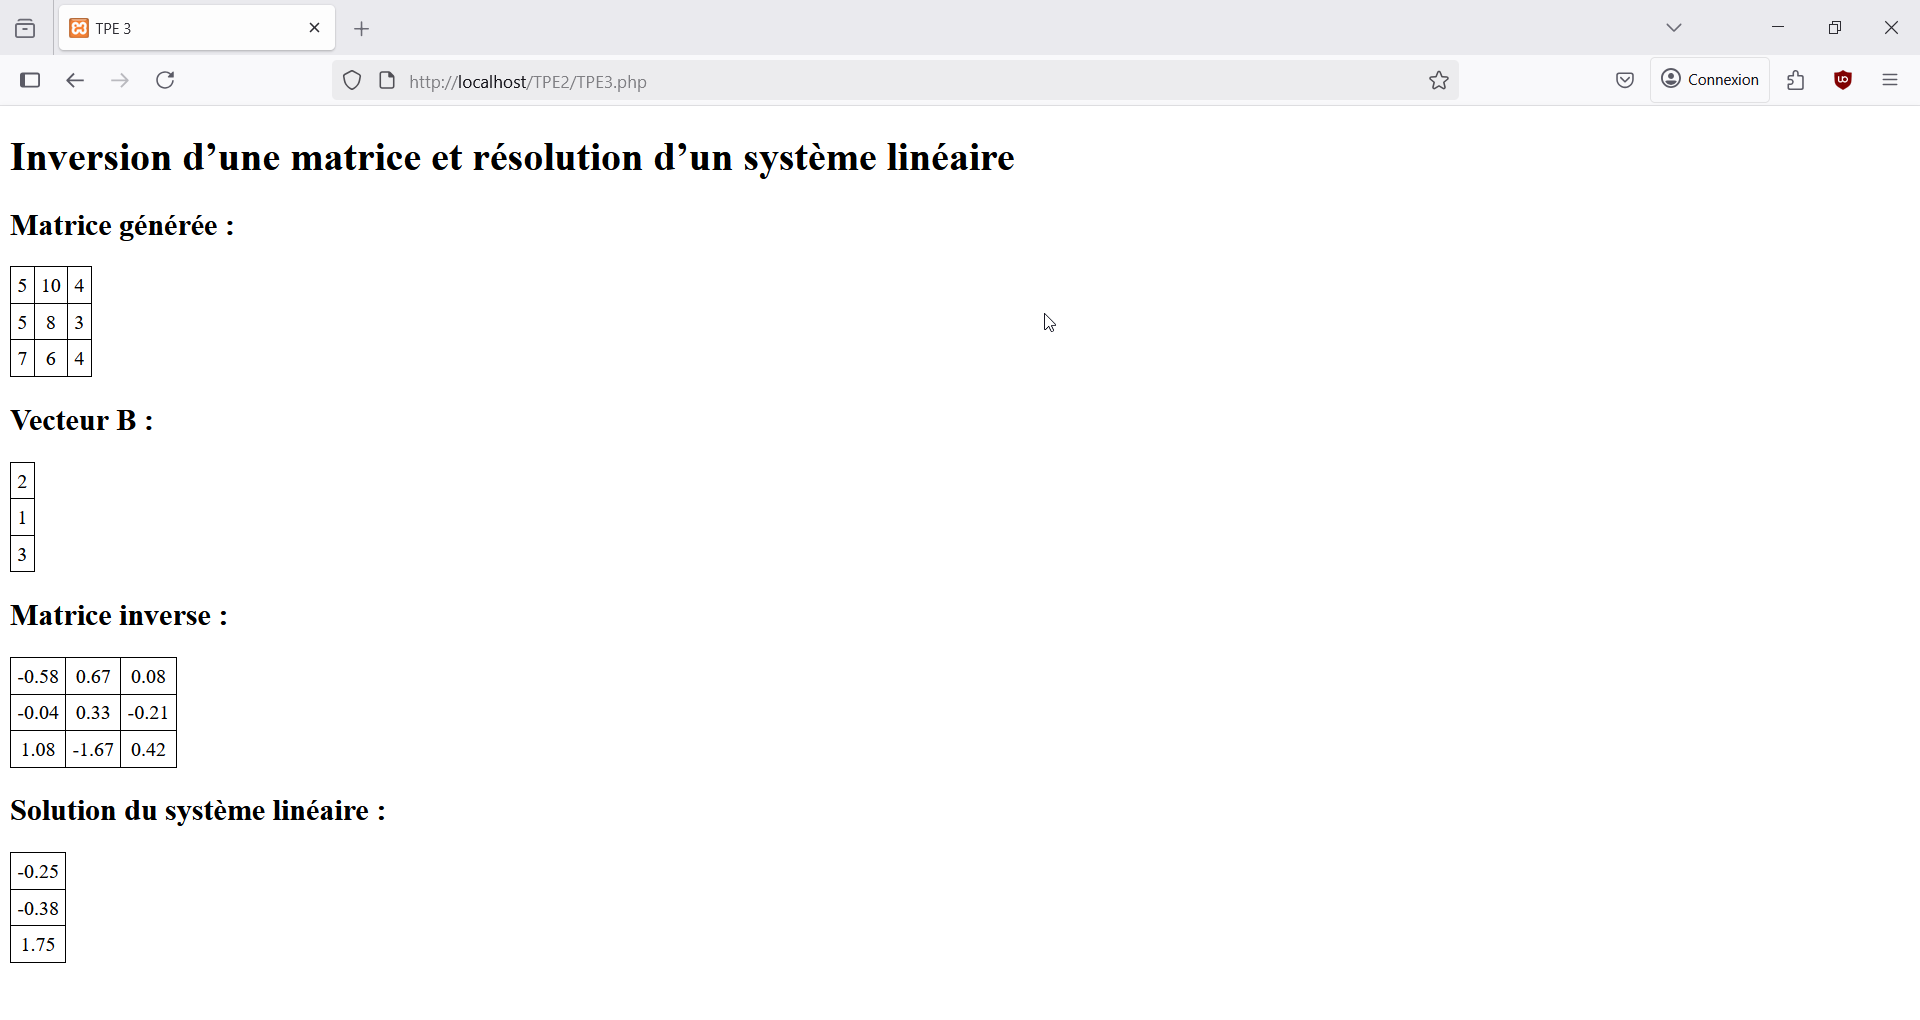 TPE 3
http://localhost/TPE2/TPE3.php
Connexion
Inversion d’une matrice et résolution d’un système linéaire
Matrice générée :
5 10 4
5 8 3
7 6 4
Vecteur B :
2
1
3
Matrice inverse :
-0.58 0.67 0.08
-0.04 0.33 -0.21
1.08 -1.67 0.42
Solution du système linéaire :
-0.25
-0.38
1.75